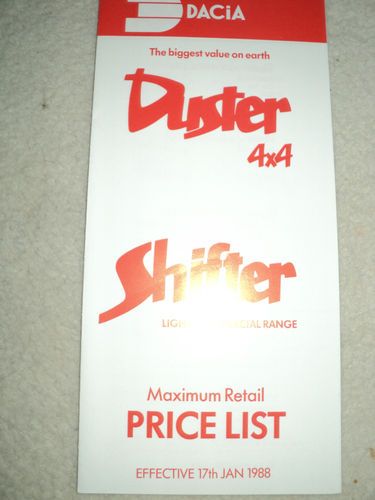 DACIA
The biggest value on earth
Duster
4x4
Shifter
RANGE
Maximum Retail
PRICE LIST
EFFECTIVE 17th JAN 1988